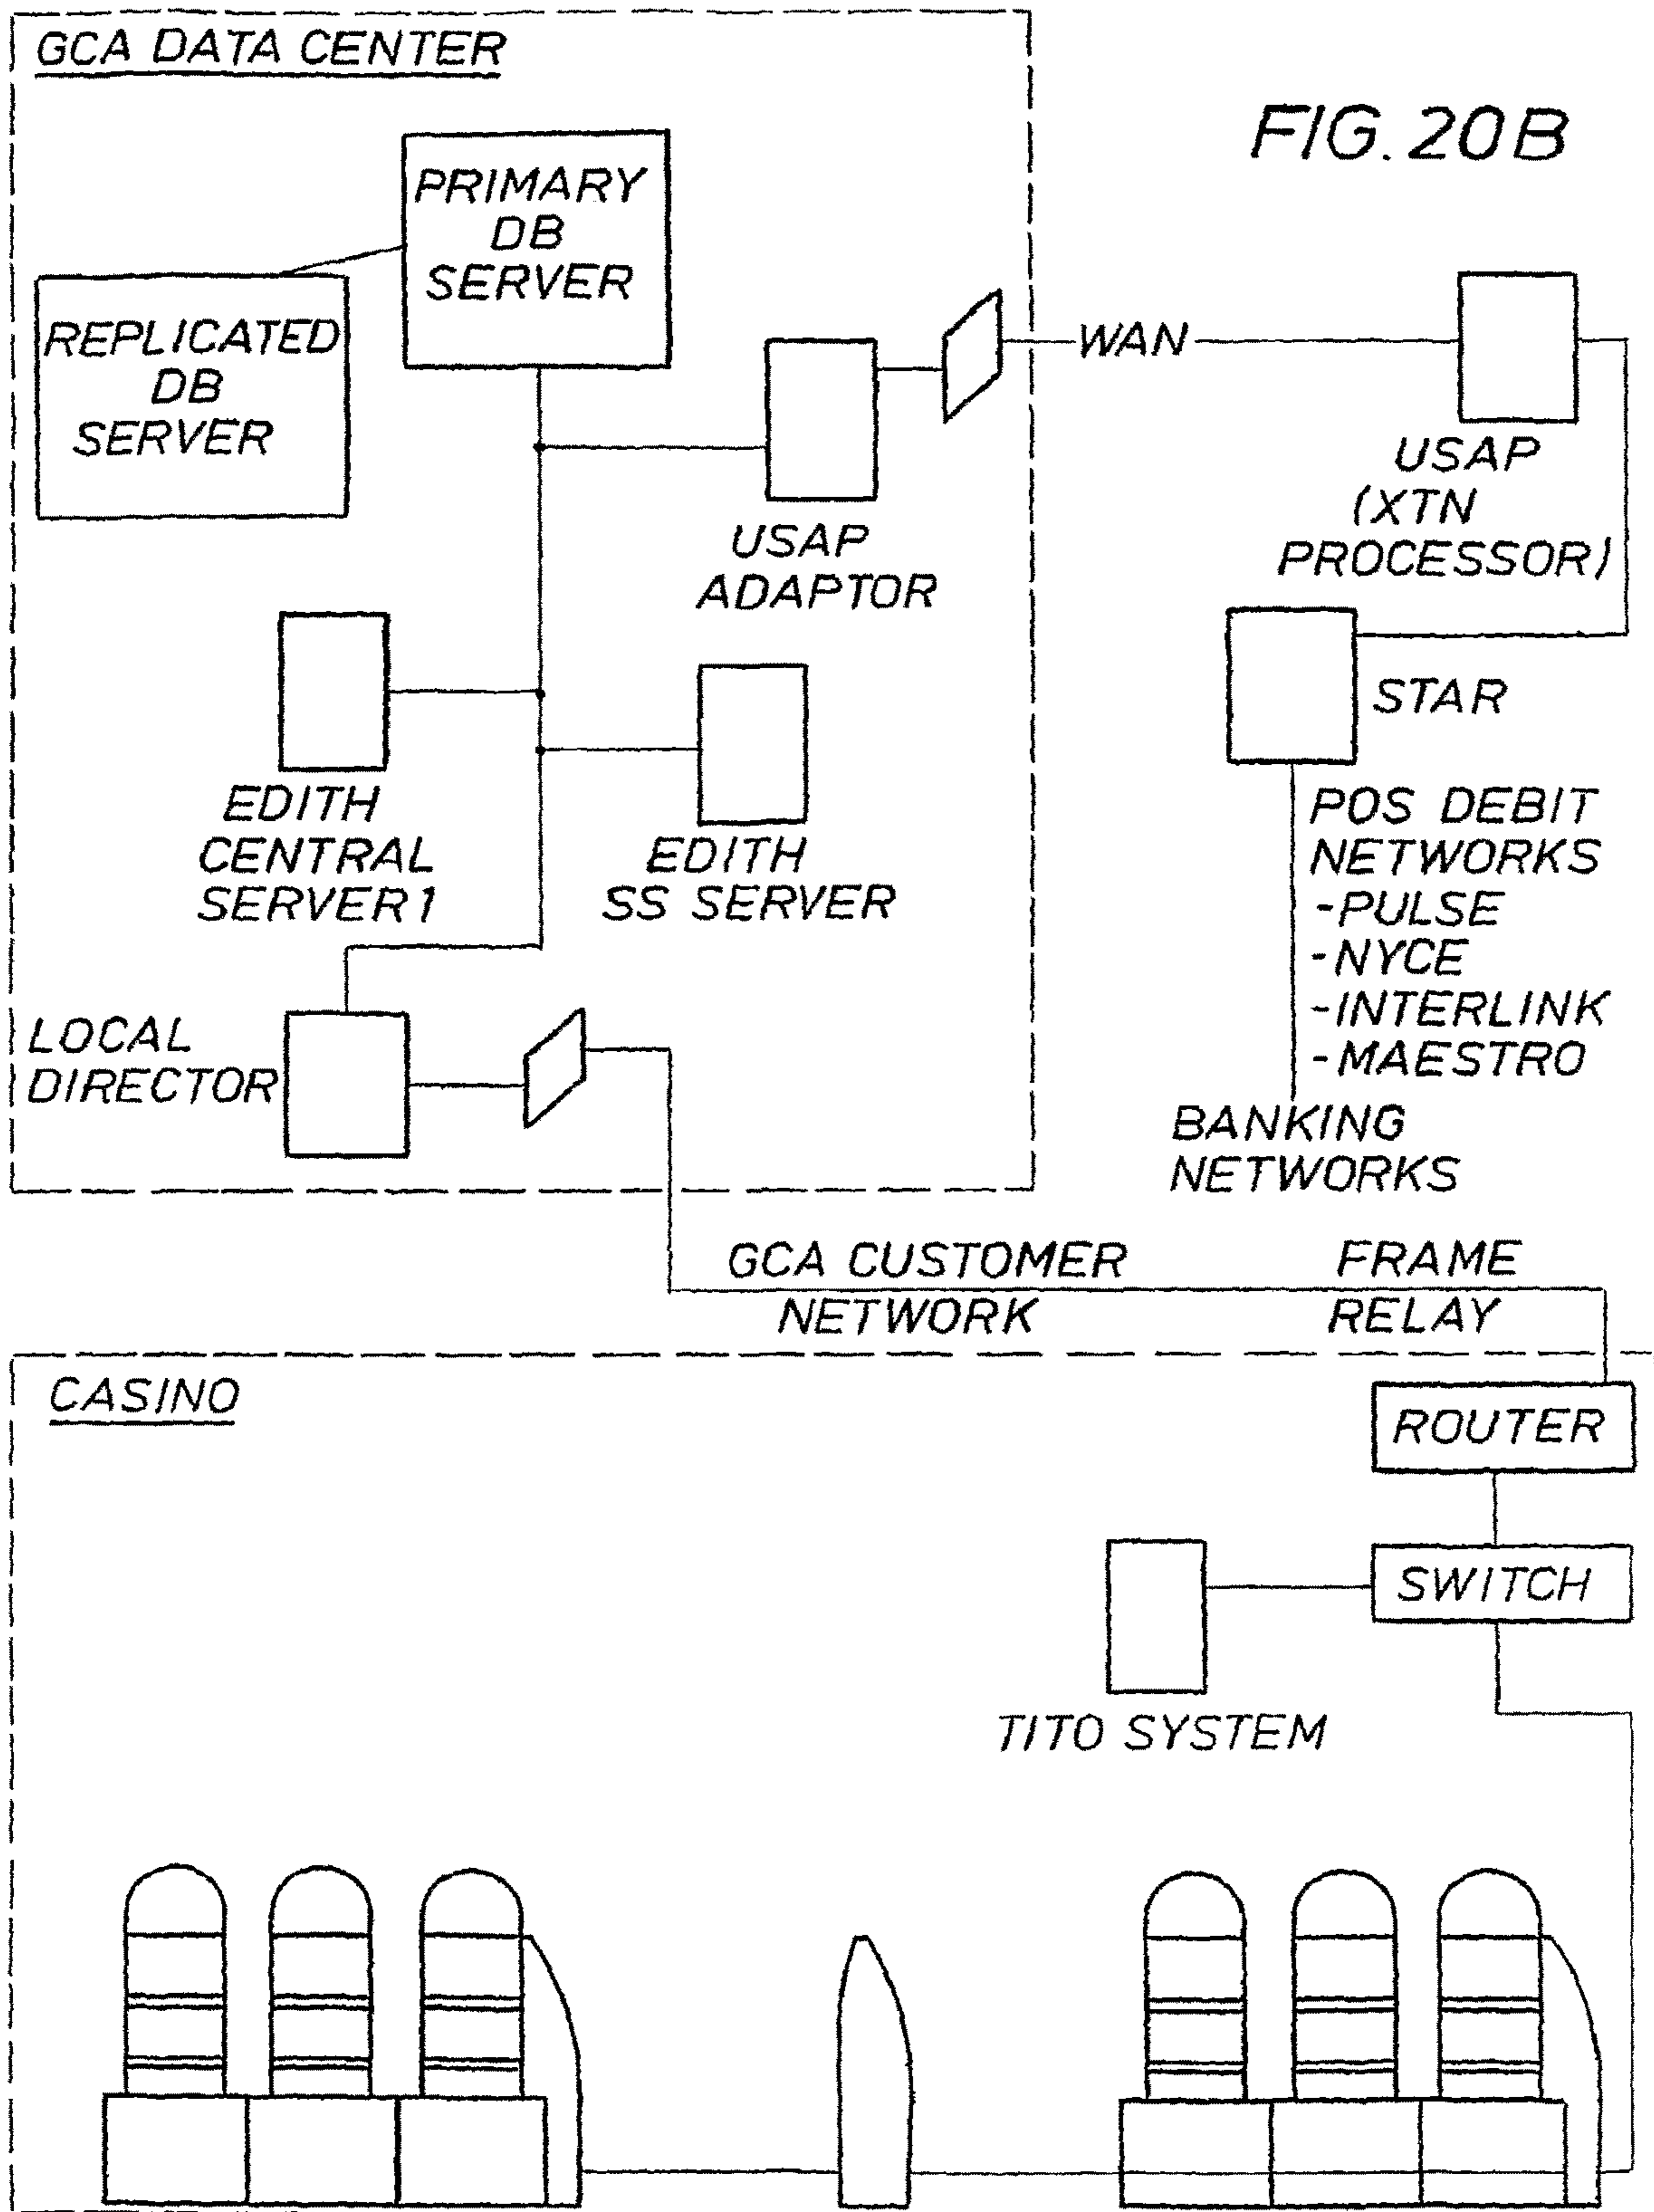 GCA DATA CENTER
FIG. 20B
PRIMARY
DB
SERVER
REPLICATED
DB
SERVER
WAN
USAP
ADAPTOR
USAP
(XTN
PROCESSOR)
STAR
EDITH
CENTRAL
SERVER 1
EDITH
SS SERVER
POS DEBIT
NETWORKS
-PULSE
-NYCE
-INTERLINK
-MAESTRO
BANKING
NETWORKS
LOCAL
DIRECTOR
GCA CUSTOMER
NETWORK
FRAME
RELAY
CASINO
ROUTER
SWITCH
TITO SYSTEM